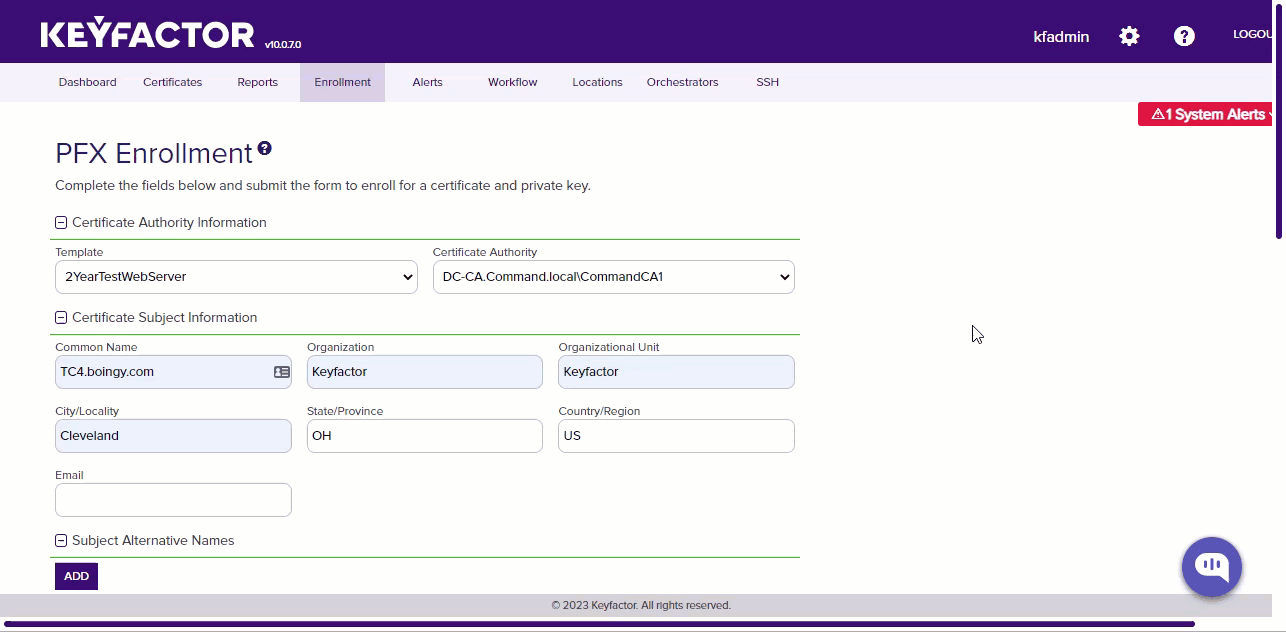 KEYFACTOR v10.0.7.0
kfadmin
LOGOU
Dashboard Certificates Reports Enrollment Alerts Workflow Locations Orchestrators SSH
1 System Alerts
PFX Enrollment
Complete the fields below and submit the form to enroll for a certificate and private key.
Certificate Authority Information
Template Certificate Authority
2YearTestWebServer DC-CA.Command.local\CommandCA1
Certificate Subject Information
Common Name Organization Organizational Unit
TC4.boingy.com Keyfactor Keyfactor
City/Locality State/Province Country/Region
Cleveland OH US
Email
Subject Alternative Names
ADD
© 2023 Keyfactor. All rights reserved.